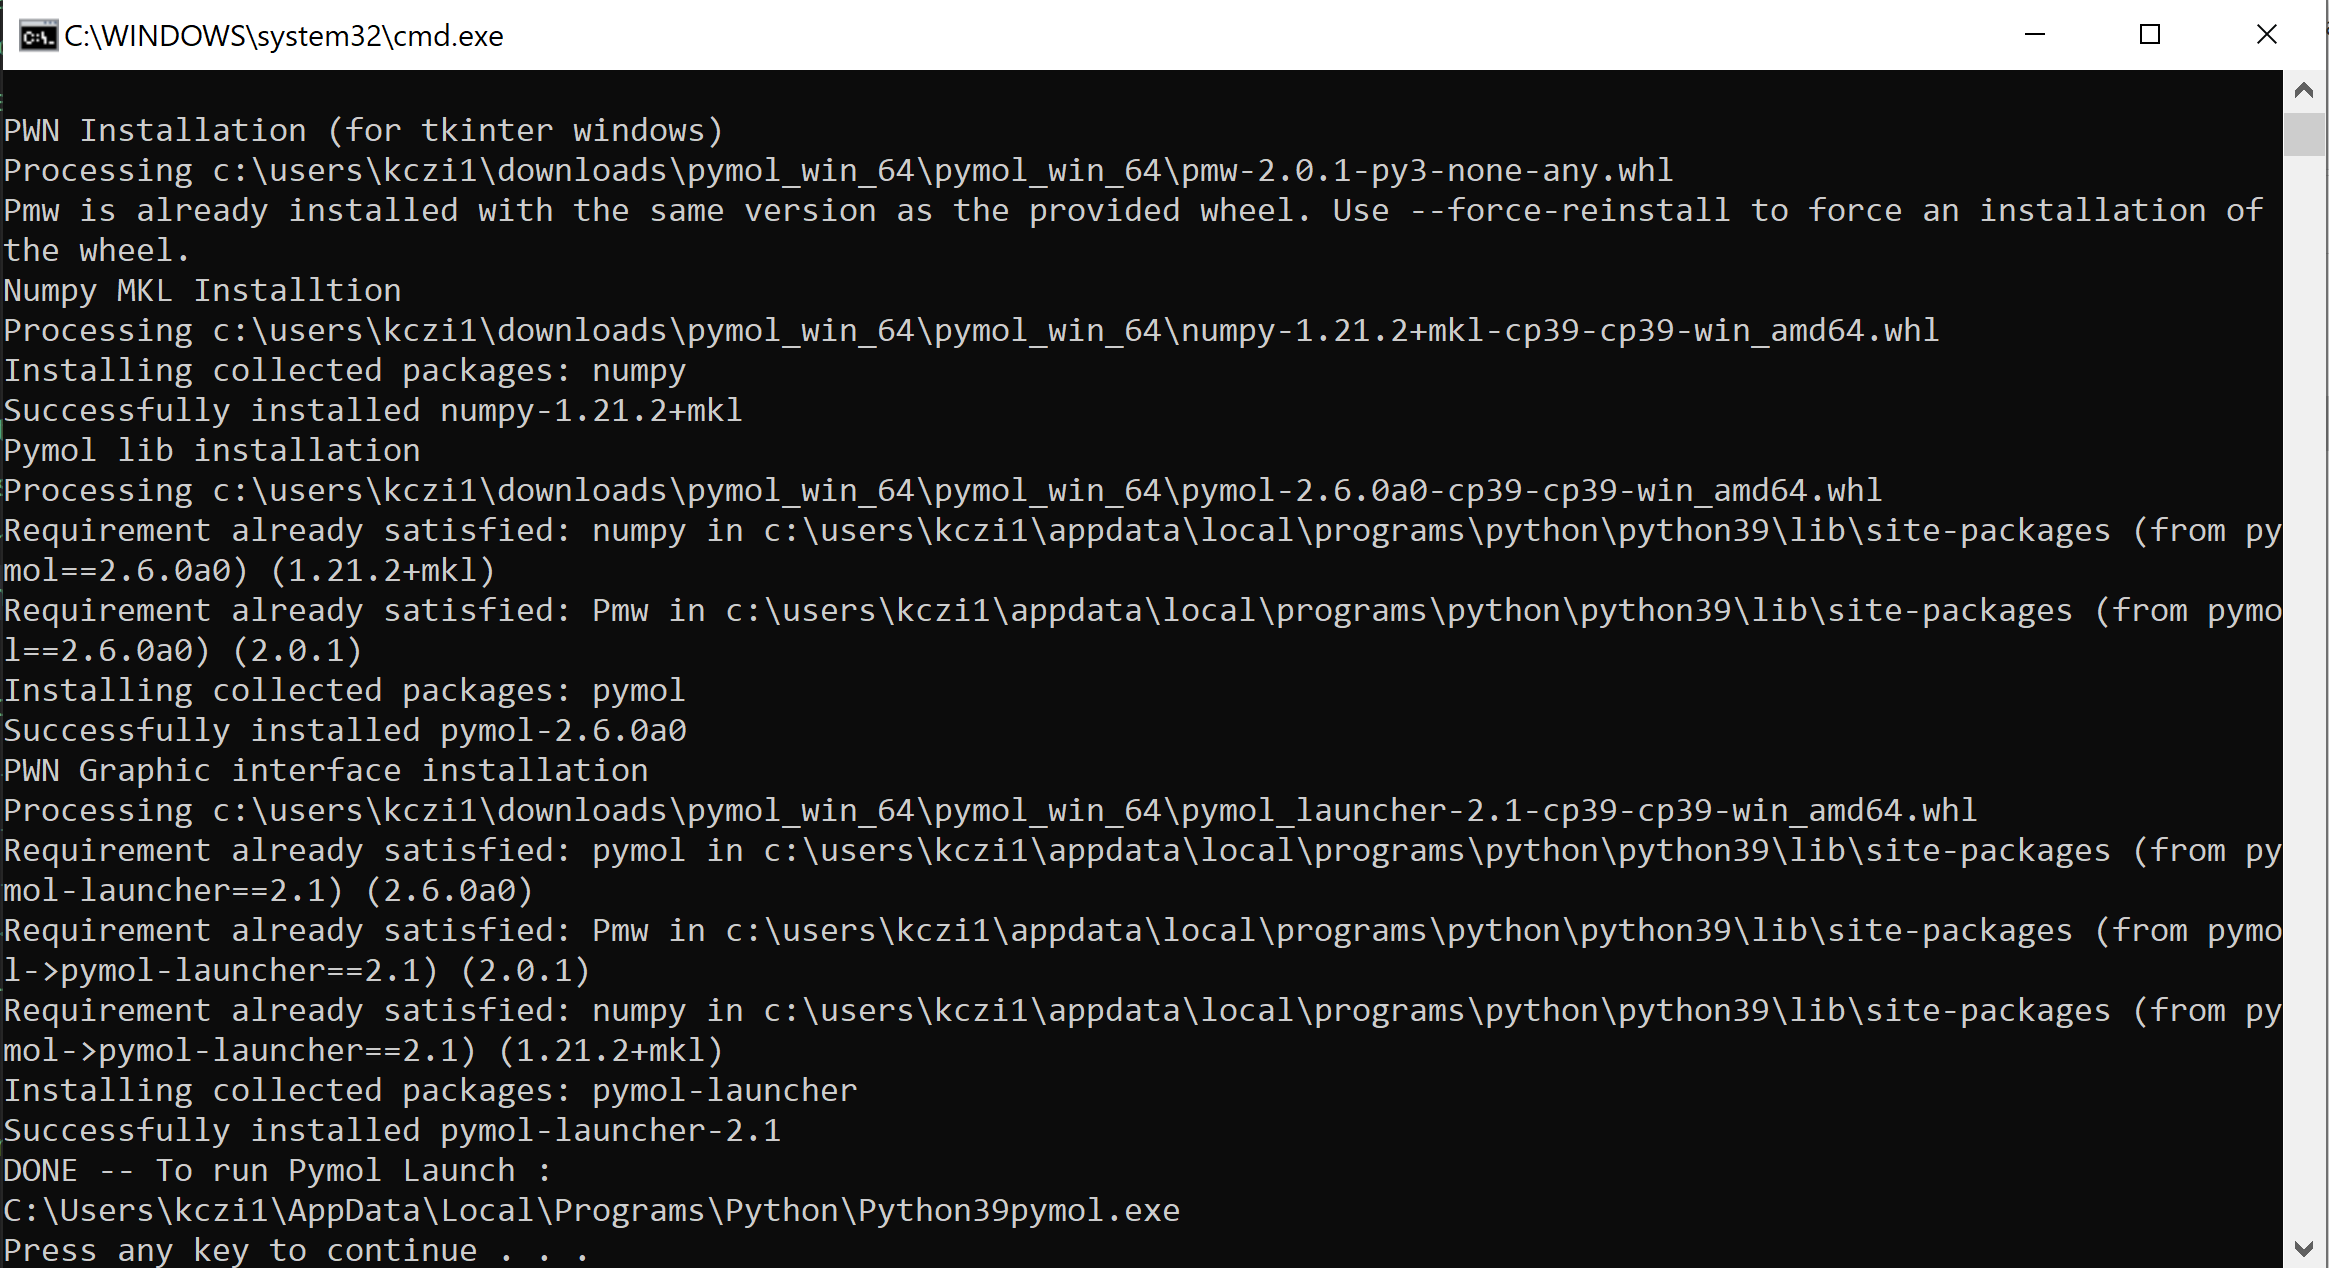 C:\WINDOWS\system32\cmd.exe
PWN Installation (for tkinter windows)
Processing c:\users\kczi1\downloads\pymol_win_64\pymol_win_64\pmw-2.0.1-py3-none-any.whl
Pmw is already installed with the same version as the provided wheel. Use --force-reinstall to force an installation of
the wheel.
Numpy MKL Installtion
Processing c:\users\kczi1\downloads\pymol_win_64\pymol_win_64\numpy-1.21.2+mkl-cp39-cp39-win_amd64.whl
Installing collected packages: numpy
Successfully installed numpy-1.21.2+mkl
Pymol lib installation
Processing c:\users\kczi1\downloads\pymol_win_64\pymol_win_64\pymol-2.6.0a0-cp39-cp39-win_amd64.whl
Requirement already satisfied: numpy in c:\users\kczi1\appdata\local\programs\python\python39\lib\site-packages (from py
mol==2.6.0a0) (1.21.2+mkl)
Requirement already satisfied: Pmw in c:\users\kczi1\appdata\local\programs\python\python39\lib\site-packages (from pymo
l==2.6.0a0) (2.0.1)
Installing collected packages: pymol
Successfully installed pymol-2.6.0a0
PWN Graphic interface installation
Processing c:\users\kczi1\downloads\pymol_win_64\pymol_win_64\pymol_launcher-2.1-cp39-cp39-win_amd64.whl
Requirement already satisfied: pymol in c:\users\kczi1\appdata\local\programs\python\python39\lib\site-packages (from py
mol-launcher==2.1) (2.6.0a0)
Requirement already satisfied: Pmw in c:\users\kczi1\appdata\local\programs\python\python39\lib\site-packages (from pymo
l->pymol-launcher==2.1) (2.0.1)
Requirement already satisfied: numpy in c:\users\kczi1\appdata\local\programs\python\python39\lib\site-packages (from py
mol->pymol-launcher==2.1) (1.21.2+mkl)
Installing collected packages: pymol-launcher
Successfully installed pymol-launcher-2.1
DONE -- To run Pymol Launch :
C:\Users\kczi1\AppData\Local\Programs\Python\Python39pymol.exe
Press any key to continue . . .